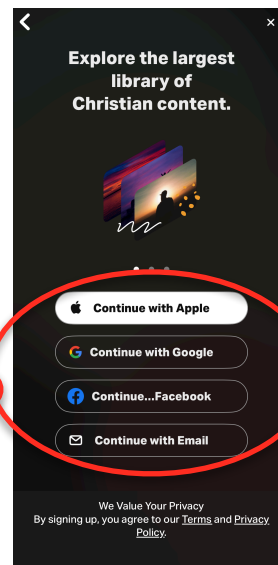 Explore the largest
library of
Christian content.
Continue with Apple
Continue with Google
Continue...Facebook
Continue with Email
We Value Your Privacy
By signing up, you agree to our Terms and Privacy
Policy.